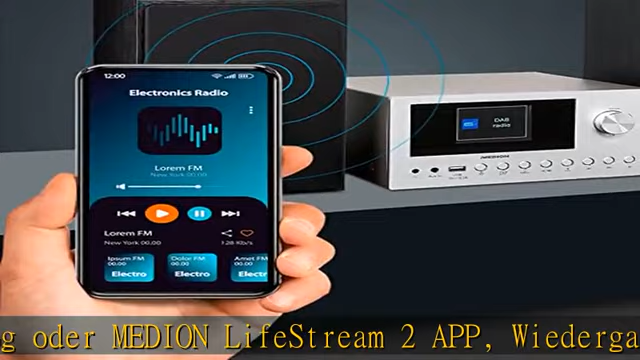 12:00
Electronics Radio
Lorem FM
New York 00.00
Lorem FM
New York 00.00
128 Kb/s
Ipsum FM
00.00
Electro
Dolor FM
00.00
Electro
Amet F
00.00
Electr
DAB
radio
MEDION
g oder MEDION LifeStream 2 APP, Wiederga